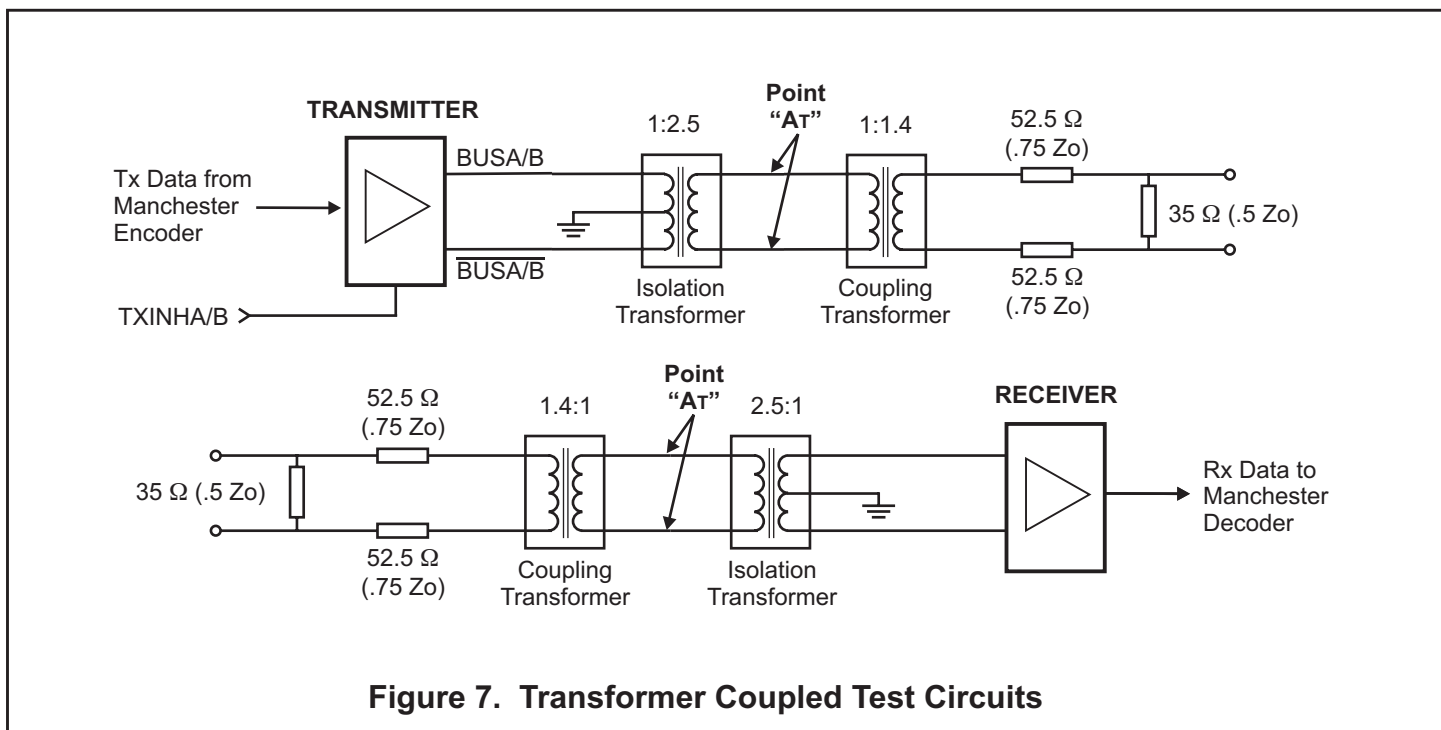 TRANSMITTER
Tx Data from
Manchester
Encoder
TXINHA/B
BUSA/B
BUSA/B
1:2.5
Isolation
Transformer
Point
“AT”
1:1.4
Coupling
Transformer
52.5 Ω
(.75 Zo)
52.5 Ω
(.75 Zo)
35 Ω (.5 Zo)
35 Ω (.5 Zo)
52.5 Ω
(.75 Zo)
52.5 Ω
(.75 Zo)
1.4:1
Coupling
Transformer
Point
“AT”
2.5:1
Isolation
Transformer
RECEIVER
Rx Data to
Manchester
Decoder
Figure 7. Transformer Coupled Test Circuits